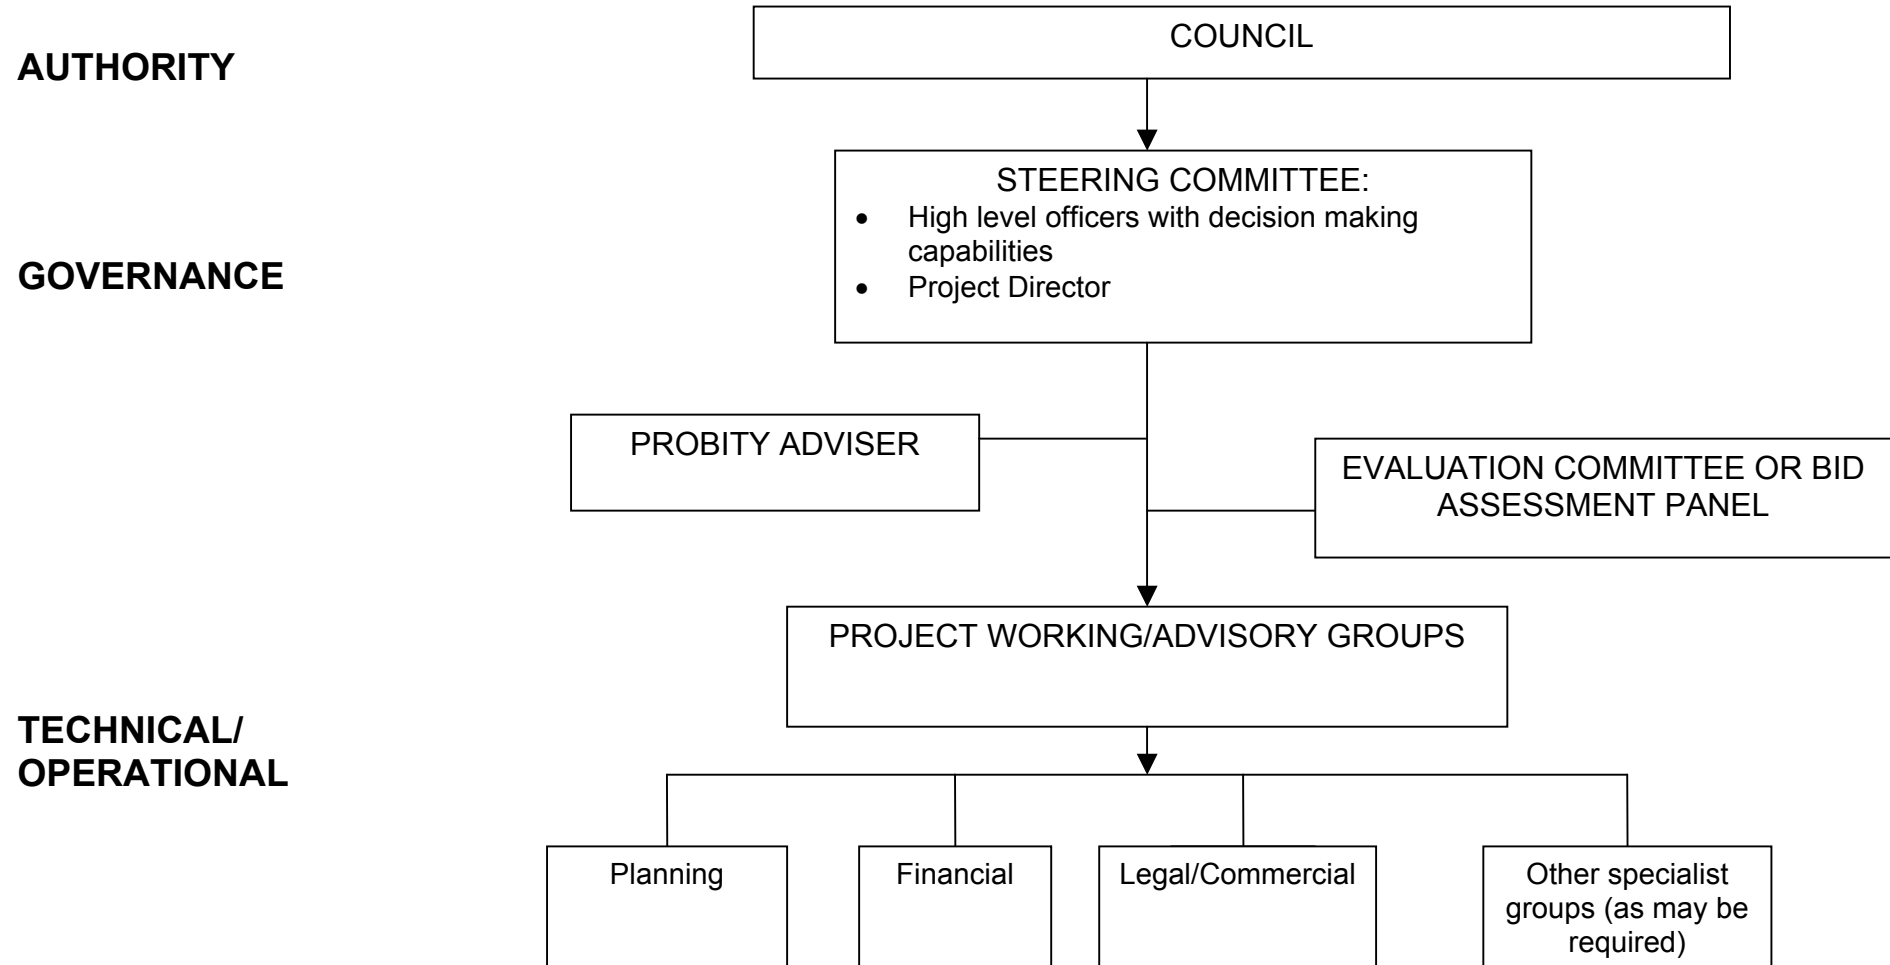 COUNCIL
AUTHORITY
STEERING COMMITTEE:
• High level officers with decision making
capabilities
• Project Director
GOVERNANCE
PROBITY ADVISER
EVALUATION COMMITTEE OR BID
ASSESSMENT PANEL
PROJECT WORKING/ADVISORY GROUPS
TECHNICAL/
OPERATIONAL
Planning
Financial
Legal/Commercial
Other specialist
groups (as may be
required)